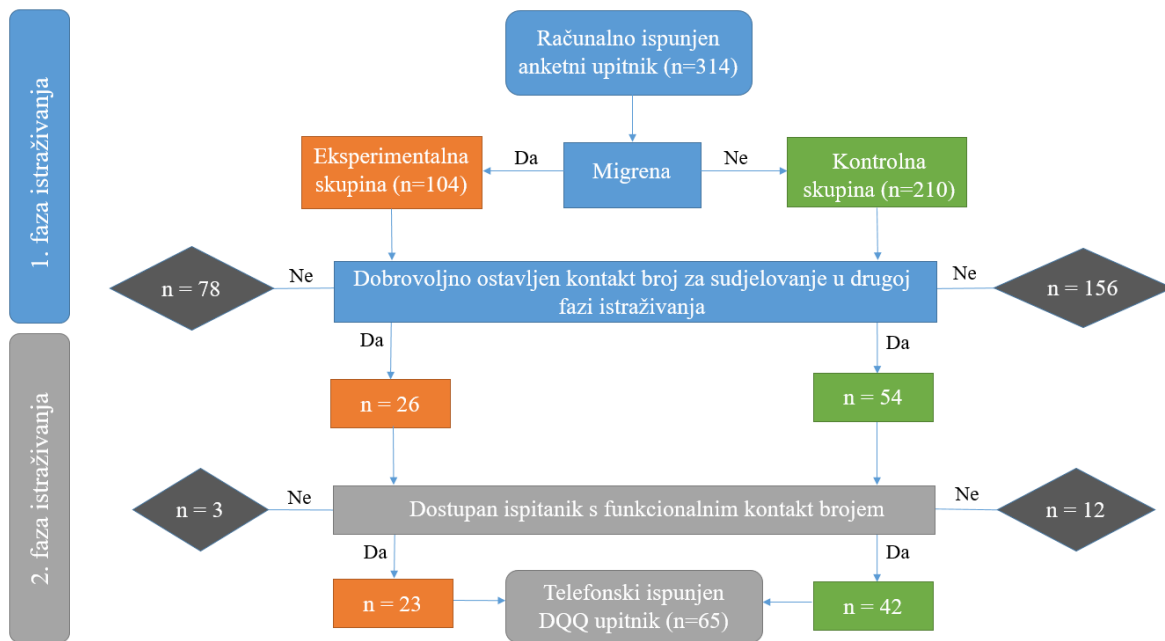 1. faza istraživanja
Računalno ispunjen
anketni upitnik (n=314)
Eksperimentalna
skupina (n=104)
Da
Migrena
Ne
Kontrolna
skupina (n=210)
n = 78
Ne
Dobrovoljno ostavljen kontakt broj za sudjelovanje u drugoj
fazi istraživanja
Ne
n = 156
2. faza istraživanja
Da
Da
n = 26
n = 54
n = 3
Ne
Dostupan ispitanik s funkcionalnim kontakt brojem
Ne
n = 12
Da
Da
n = 23
Telefonski ispunjen
DQQ upitnik (n=65)
n = 42